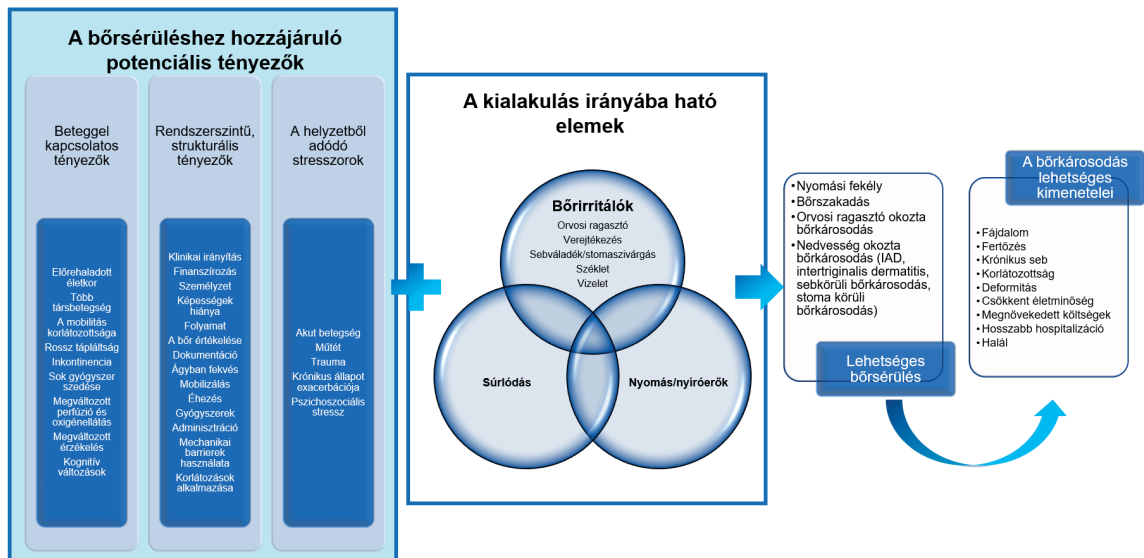 A bőrsérüléshez hozzájáruló
potenciális tényezők
Beteggel
kapcsolatos
tényezők
Előrehaladott
életkor
Több
társbetegség
A mobilitás
korlátozottsága
Rossz tápláltság
Inkontinencia
Sok gyógyszer
szedése
Megváltozott
perfúzió és
oxigénellátás
Megváltozott
érzékelés
Kognitív
változások
Rendszerszintű,
strukturális
tényezők
Klinikai irányítás
Finanszírozás
Személyzet
Képességek
hiánya
Folyamat
A bőr értékelése
Dokumentáció
Ágyban fekvés
Mobilizálás
Éhezés
Gyógyszerek
Adminisztráció
Mechanikai
barrierek
használata
Korlátozások
alkalmazása
A helyzetből
adódó
stresszorok
Akut betegség
Műtét
Trauma
Krónikus állapot
exacerbációja
Pszichoszociális
stressz
A kialakulás irányába ható
elemek
Bőrirritálók
Orvosi ragasztó
Verejtékezés
Sebváladék/stomaszivárgás
Széklet
Vizelet
Súrlódás
Nyomás/nyíróerők
•Nyomási fekély
•Bőrszakadás
•Orvosi ragasztó okozta
bőrkárosodás
•Nedvesség okozta
bőrkárosodás (IAD,
intertriginalis dermatitis,
sebkörüli bőrkárosodás,
stoma körüli
bőrkárosodás)
Lehetséges
bőrsérülés
A bőrkárosodás
lehetséges
kimenetelei
•Fájdalom
•Fertőzés
•Krónikus seb
•Korlátozottság
•Deformitás
•Csökkent életminőség
•Megnövekedett költségek
•Hosszabb hospitalizáció
•Halál